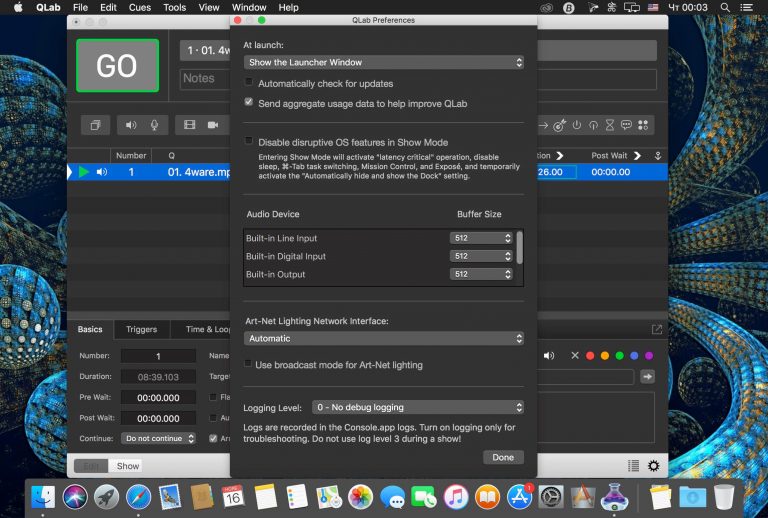 QLab File Edit Cues Tools View Window Help Чт 00:03
QLab Preferences
GO
1 · 01. 4w
Notes
At launch:
Show the Launcher Window
Automatically check for updates
Send aggregate usage data to help improve QLab
Disable disruptive OS features in Show Mode
Entering Show Mode will activate "latency critical" operation, disable
sleep, ⌘-Tab task switching, Mission Control, and Exposé, and temporarily
activate the "Automatically hide and show the Dock" setting.
Number Q tion Post Wait
1 01. 4ware.mp 26.00 00:00.00
Audio Device Buffer Size
Built-in Line Input 512
Built-in Digital Input 512
Built-in Output 512
Art-Net Lighting Network Interface:
Automatic
Use broadcast mode for Art-Net lighting
Logging Level: 0 - No debug logging
Logs are recorded in the Console.app logs. Turn on logging only for
troubleshooting. Do not use log level 3 during a show!
Done
Basics Triggers Time & Loop
Number: 1 Name
Duration: 08:39.103 Target
Pre Wait: 00:00.000 Fla
Post Wait: 00:00.000 Au
Continue: Do not continue Ar
Edit Show
16
1